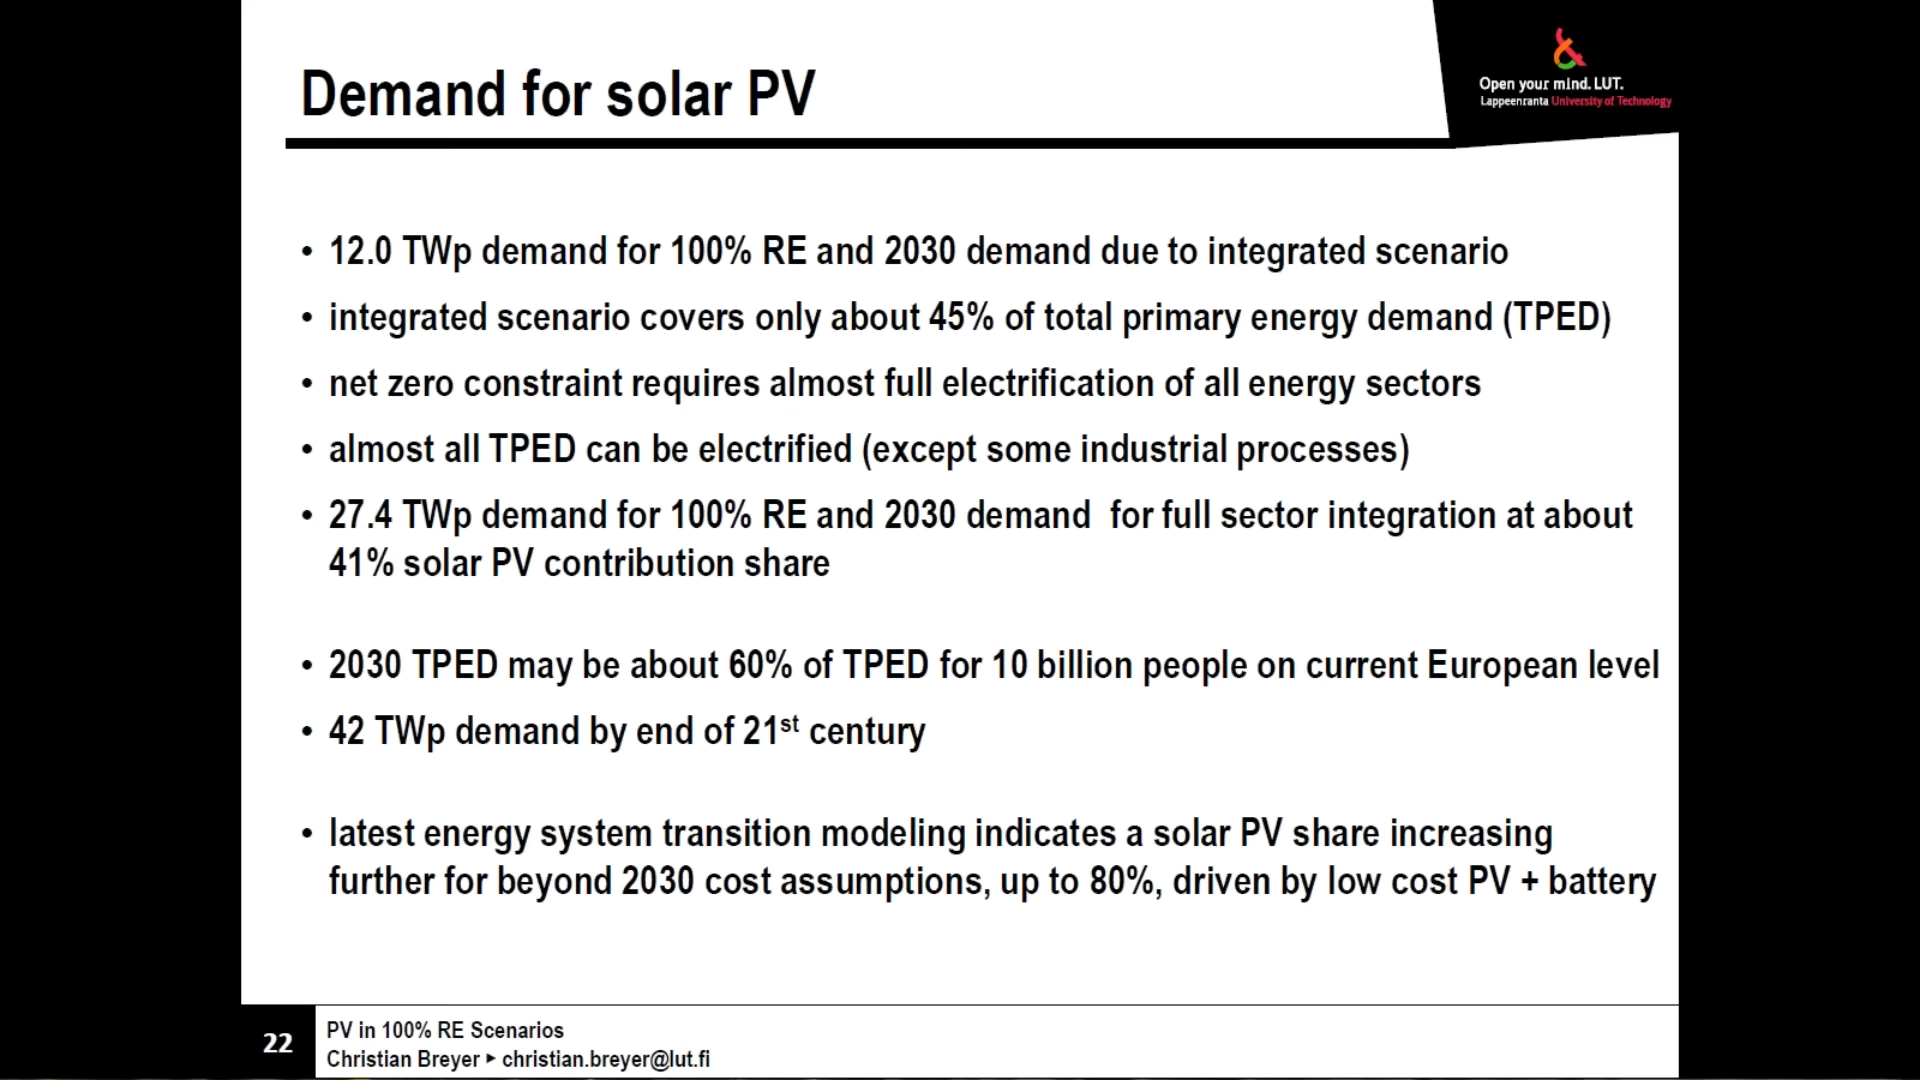 Demand for solar PV
Open your mind. LUT.
Lappeenranta University of Technology
• 12.0 TWp demand for 100% RE and 2030 demand due to integrated scenario
• integrated scenario covers only about 45% of total primary energy demand (TPED)
• net zero constraint requires almost full electrification of all energy sectors
• almost all TPED can be electrified (except some industrial processes)
• 27.4 TWp demand for 100% RE and 2030 demand  for full sector integration at about
41% solar PV contribution share
• 2030 TPED may be about 60% of TPED for 10 billion people on current European level
• 42 TWp demand by end of 21st century
• latest energy system transition modeling indicates a solar PV share increasing
further for beyond 2030 cost assumptions, up to 80%, driven by low cost PV + battery
22
PV in 100% RE Scenarios
Christian Breyer ▸ christian.breyer@lut.fi